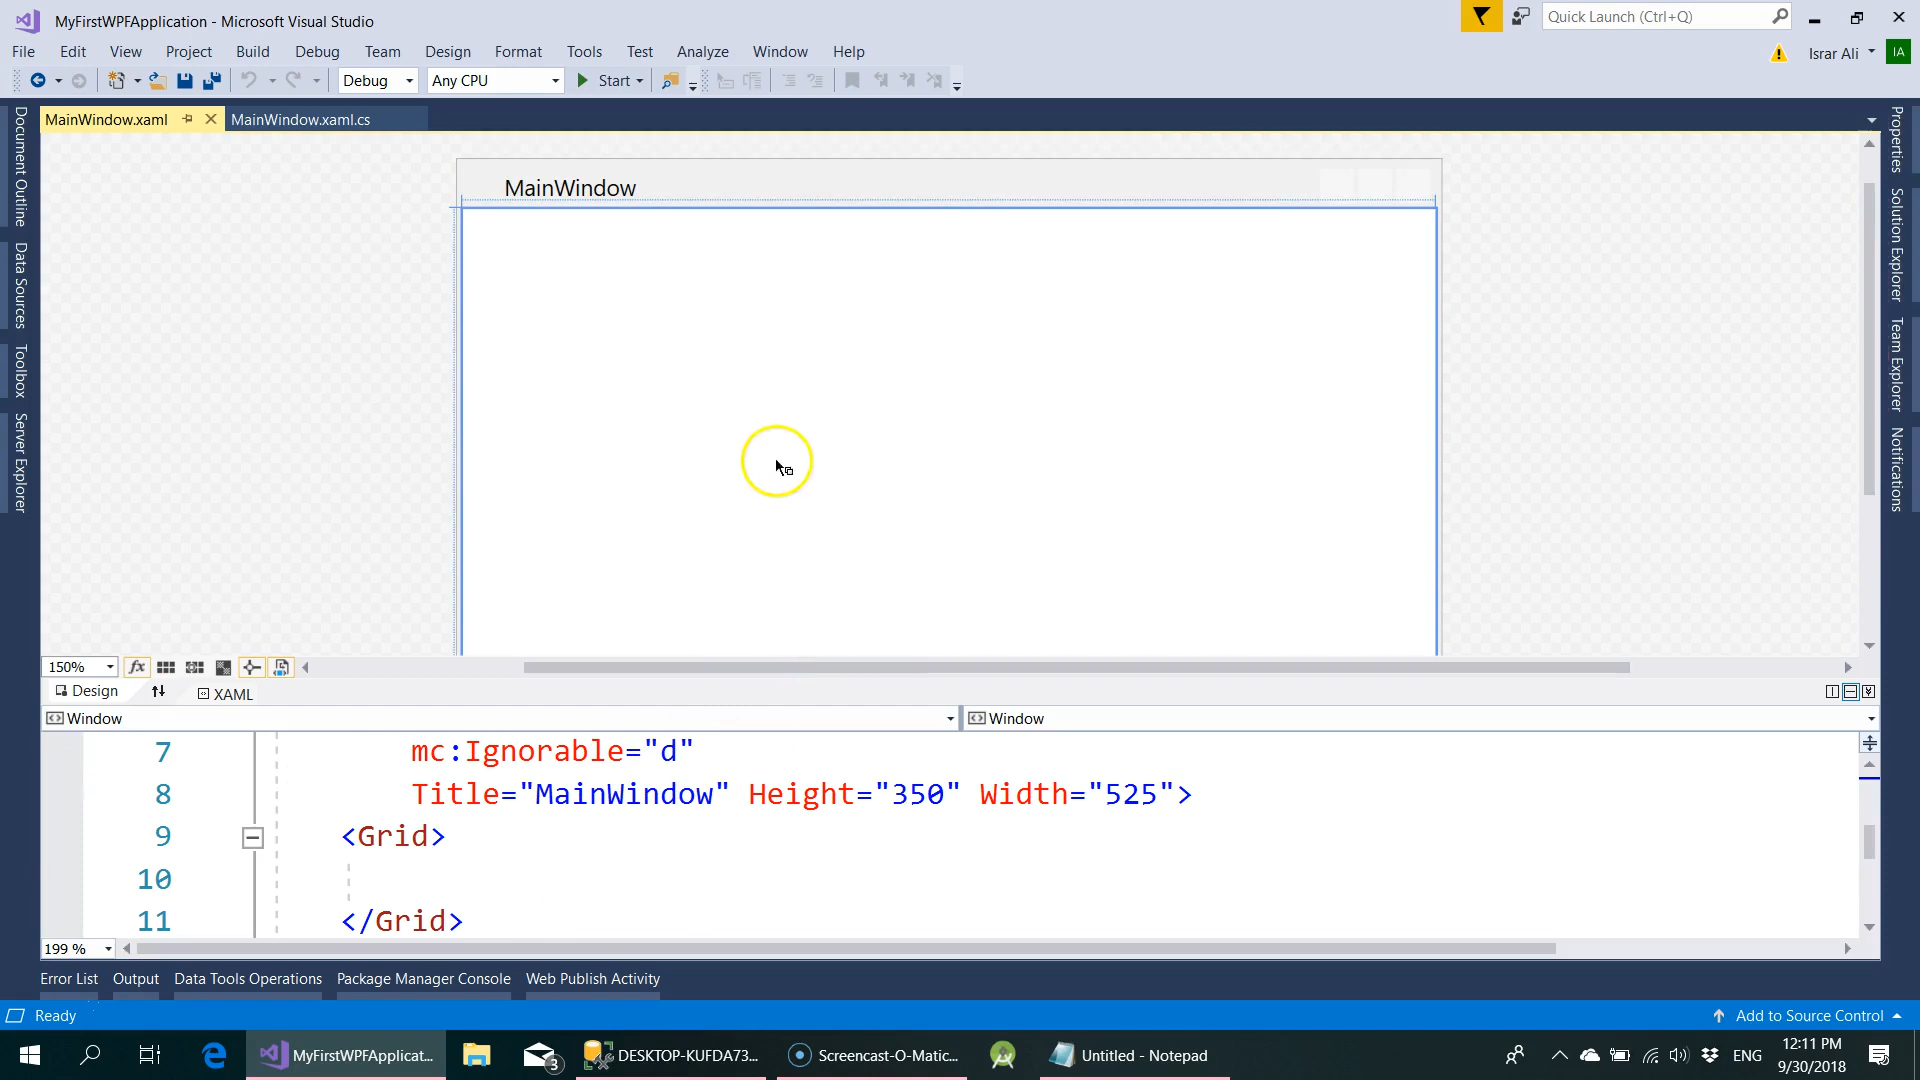 MyFirstWPFApplication - Microsoft Visual Studio
Quick Launch (Ctrl+Q)
File Edit View Project Build Debug Team Design Format Tools Test Analyze Window Help
Israr Ali IA
Debug Any CPU Start
MainWindow.xaml MainWindow.xaml.cs
Document Outline
Data Sources
Toolbox
Server Explorer
MainWindow
Properties
Solution Explorer
Team Explorer
Notifications
150% fx
Design XAML
Window Window
7 mc:Ignorable="d"
8 Title="MainWindow" Height="350" Width="525">
9 <Grid>
10
11 </Grid>
199 %
Error List Output Data Tools Operations Package Manager Console Web Publish Activity
Ready Add to Source Control
MyFirstWPFApplicat... 3 DESKTOP-KUFDA73... Screencast-O-Matic... Untitled - Notepad ENG 12:11 PM
9/30/2018